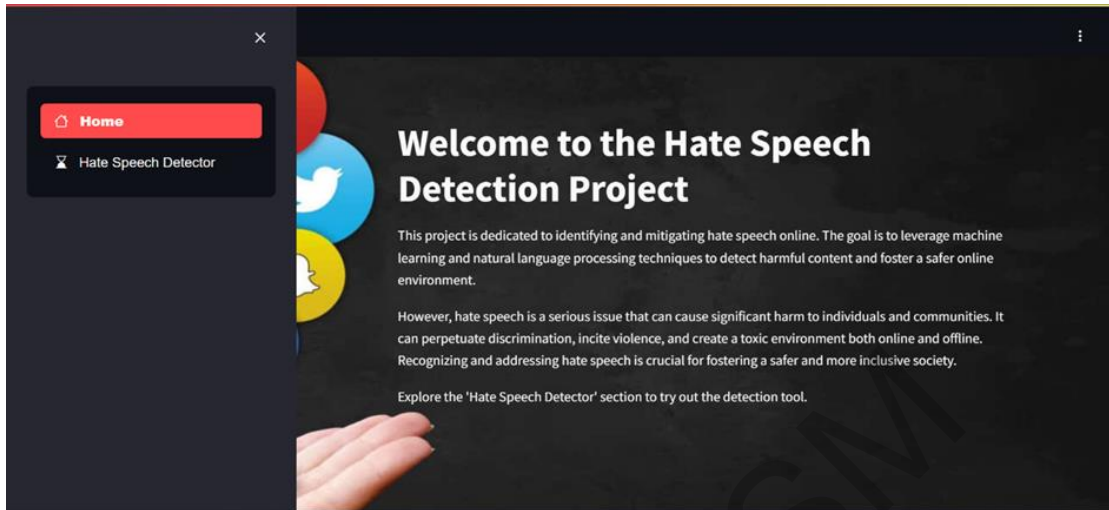 Home
Hate Speech Detector
Welcome to the Hate Speech
Detection Project
This project is dedicated to identifying and mitigating hate speech online. The goal is to leverage machine
learning and natural language processing techniques to detect harmful content and foster a safer online
environment.
However, hate speech is a serious issue that can cause significant harm to individuals and communities. It
can perpetuate discrimination, incite violence, and create a toxic environment both online and offline.
Recognizing and addressing hate speech is crucial for fostering a safer and more inclusive society.
Explore the 'Hate Speech Detector' section to try out the detection tool.